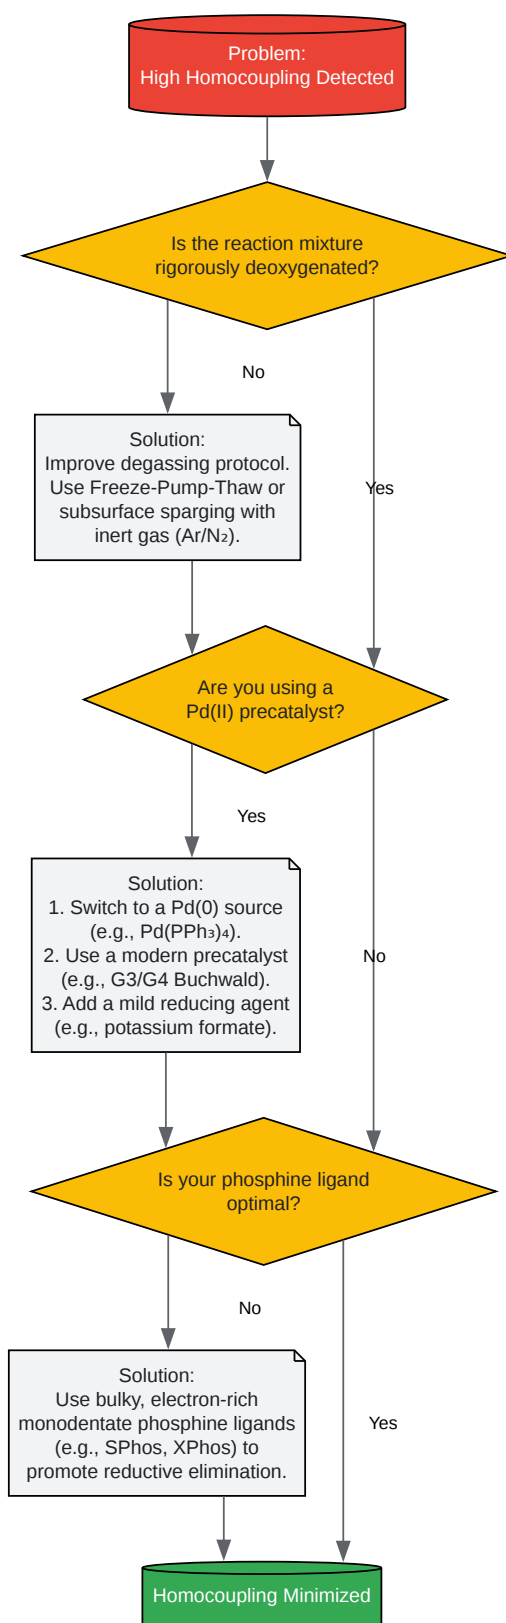 Problem:
High Homocoupling Detected
Is the reaction mixture
rigorously deoxygenated?
No
Solution:
Improve degassing protocol.
Use Freeze-Pump-Thaw or
subsurface sparging with
inert gas (Ar/N₂).
Yes
Are you using a
Pd(II) precatalyst?
Yes
Solution:
1. Switch to a Pd(0) source
(e.g., Pd(PPh₃)₄).
2. Use a modern precatalyst
(e.g., G3/G4 Buchwald).
3. Add a mild reducing agent
(e.g., potassium formate).
No
Is your phosphine ligand
optimal?
No
Solution:
Use bulky, electron-rich
monodentate phosphine ligands
(e.g., SPhos, XPhos) to
promote reductive elimination.
Yes
Homocoupling Minimized